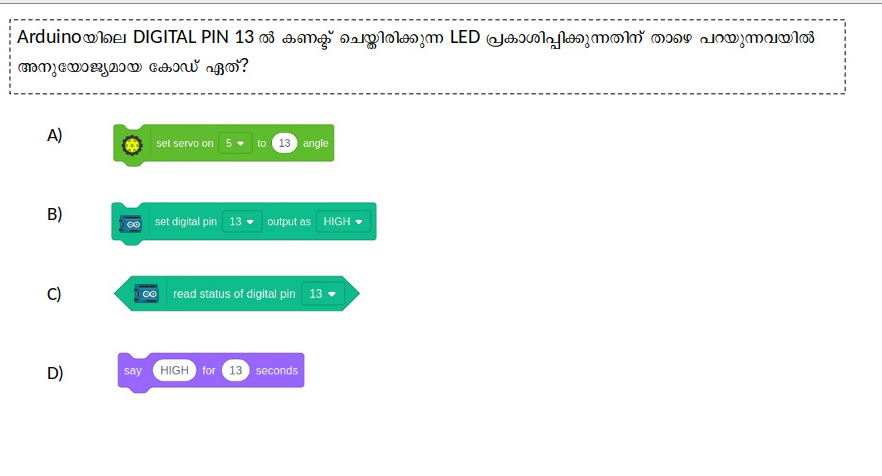 Arduinoയിലെ DIGITAL PIN 13 ൽ കണക്ട് ചെയ്തിരിക്കുന്ന LED പ്രകാശിപ്പിക്കുന്നതിന് താഴെ പറയുന്നവയിൽ
അനുയോജ്യമായ കോഡ് ഏത്?
A) set servo on 5 to 13 angle
B) set digital pin 13 output as HIGH
C) read status of digital pin 13
D) say HIGH for 13 seconds